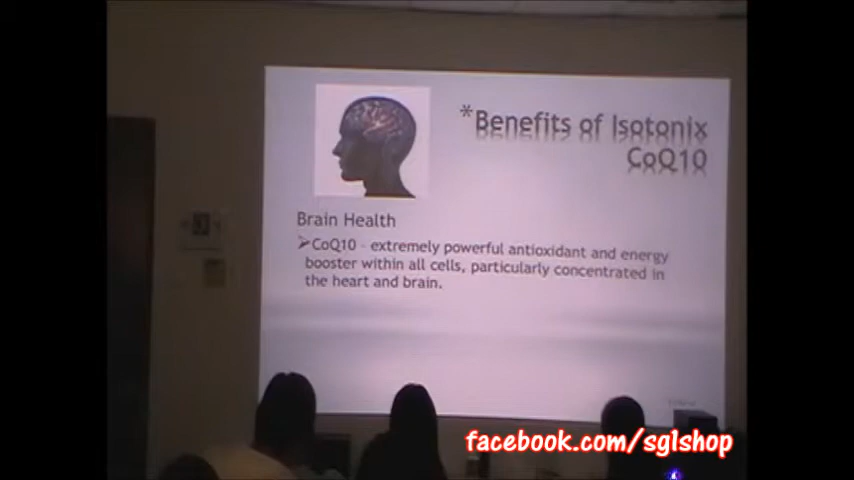 *Benefits of Isotonix
CoQ10
Brain Health
➢CoQ10 - extremely powerful antioxidant and energy
booster within all cells, particularly concentrated in
the heart and brain.
facebook.com/sg1shop